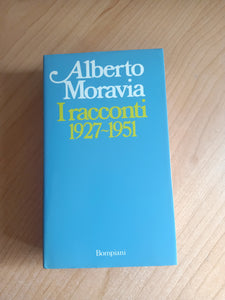 Alberto
Moravia
I racconti
1927-1951
Bompiani